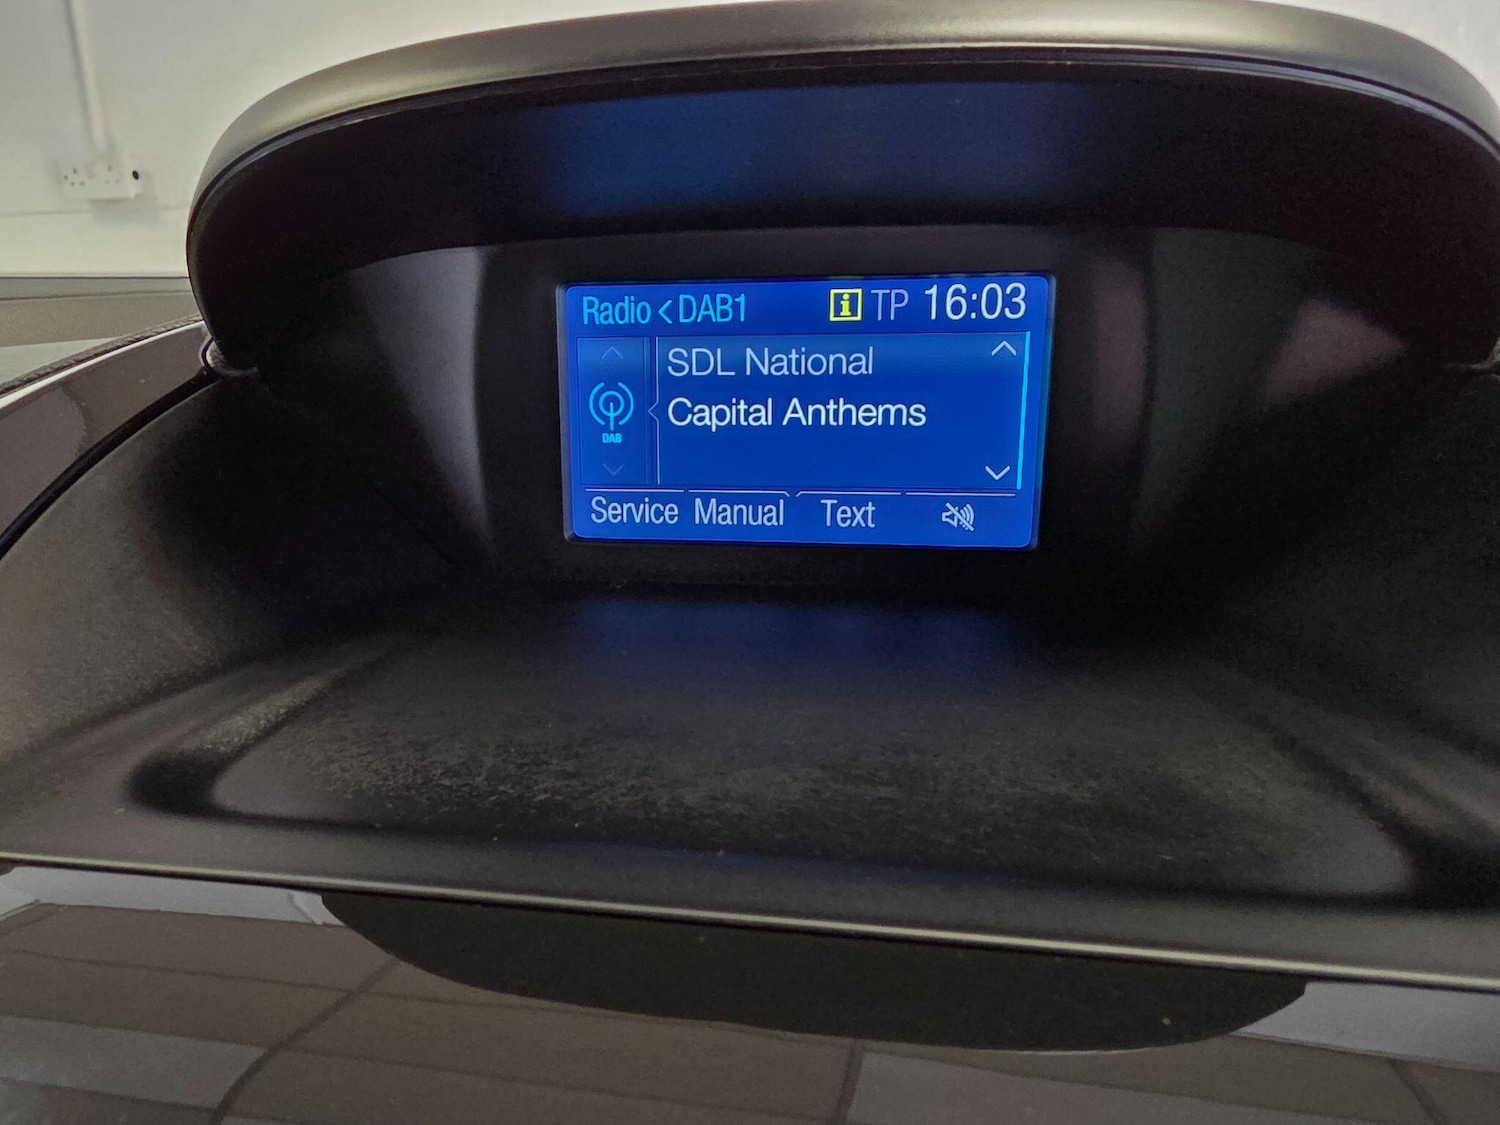 Radio < DAB1 i TP 16:03
SDL National
Capital Anthems
DAB
Service Manual Text